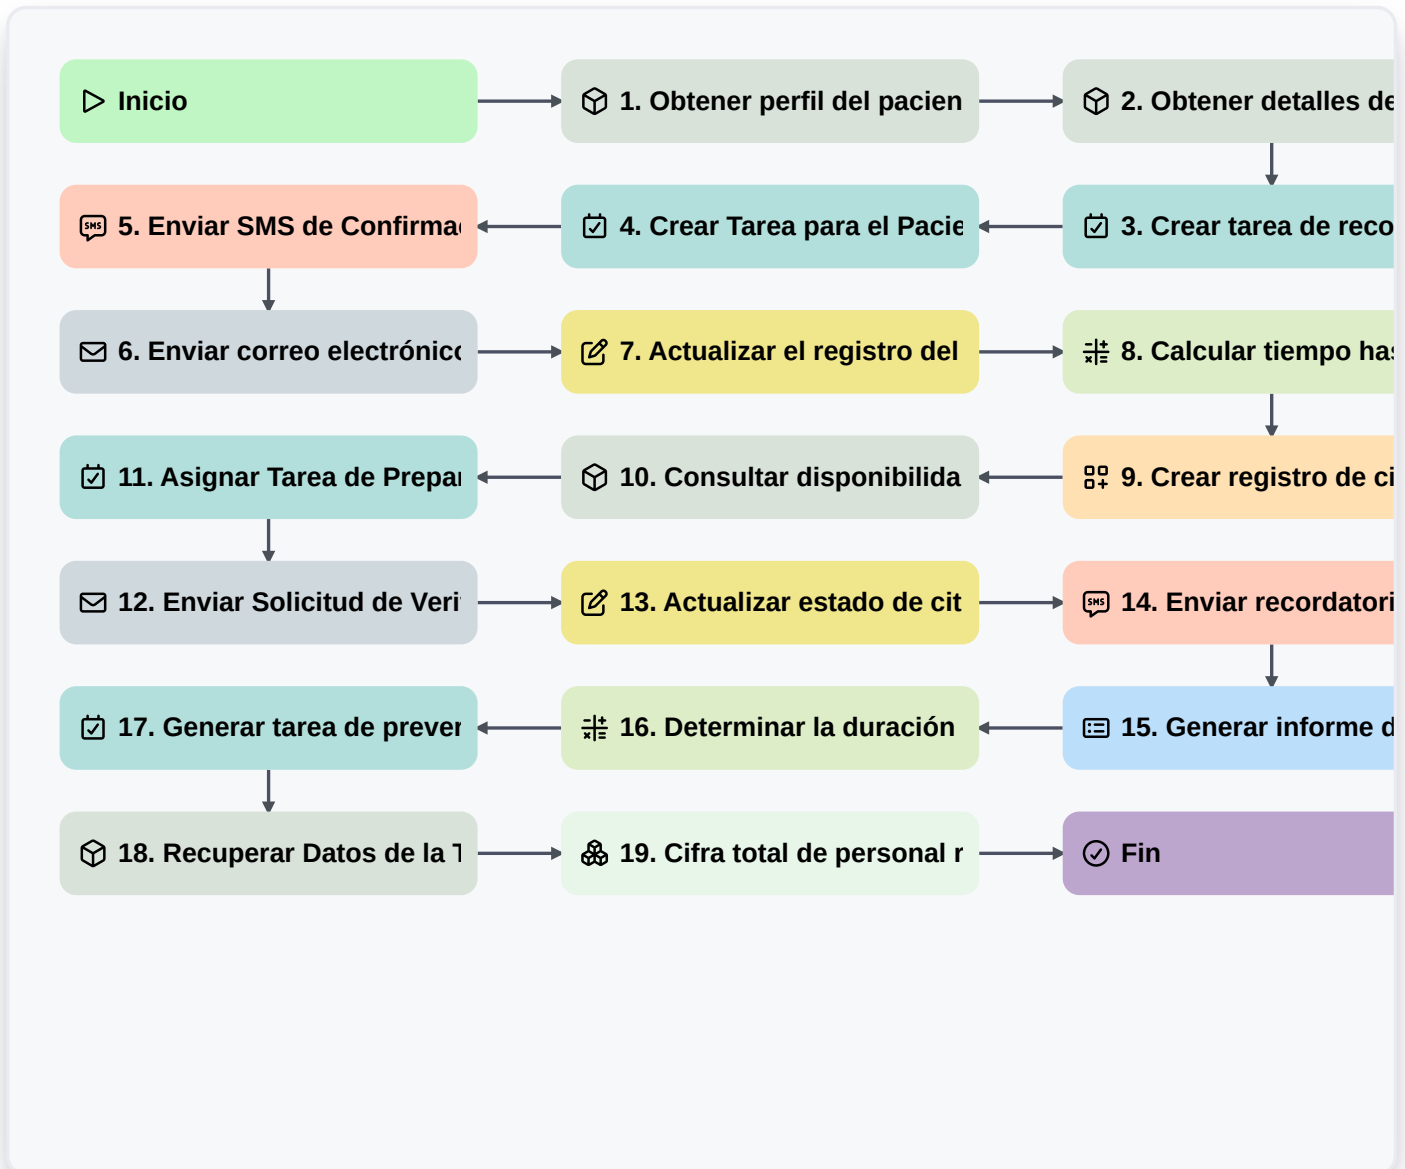 Inicio
1. Obtener perfil del pacien
2. Obtener detalles de
5. Enviar SMS de Confirmac
4. Crear Tarea para el Pacie
3. Crear tarea de reco
6. Enviar correo electrónico
7. Actualizar el registro del
8. Calcular tiempo has
11. Asignar Tarea de Prepar
10. Consultar disponibilida
9. Crear registro de ci
12. Enviar Solicitud de Veri
13. Actualizar estado de cit
14. Enviar recordatori
17. Generar tarea de preven
16. Determinar la duración
15. Generar informe d
18. Recuperar Datos de la T
19. Cifra total de personal r
Fin